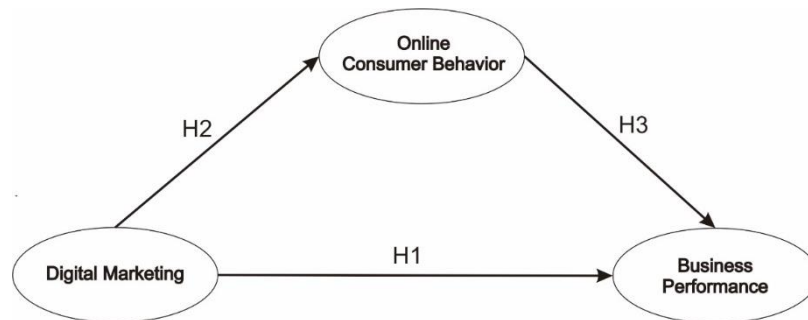 Online
Consumer Behavior
H2
H3
Digital Marketing
H1
Business
Performance